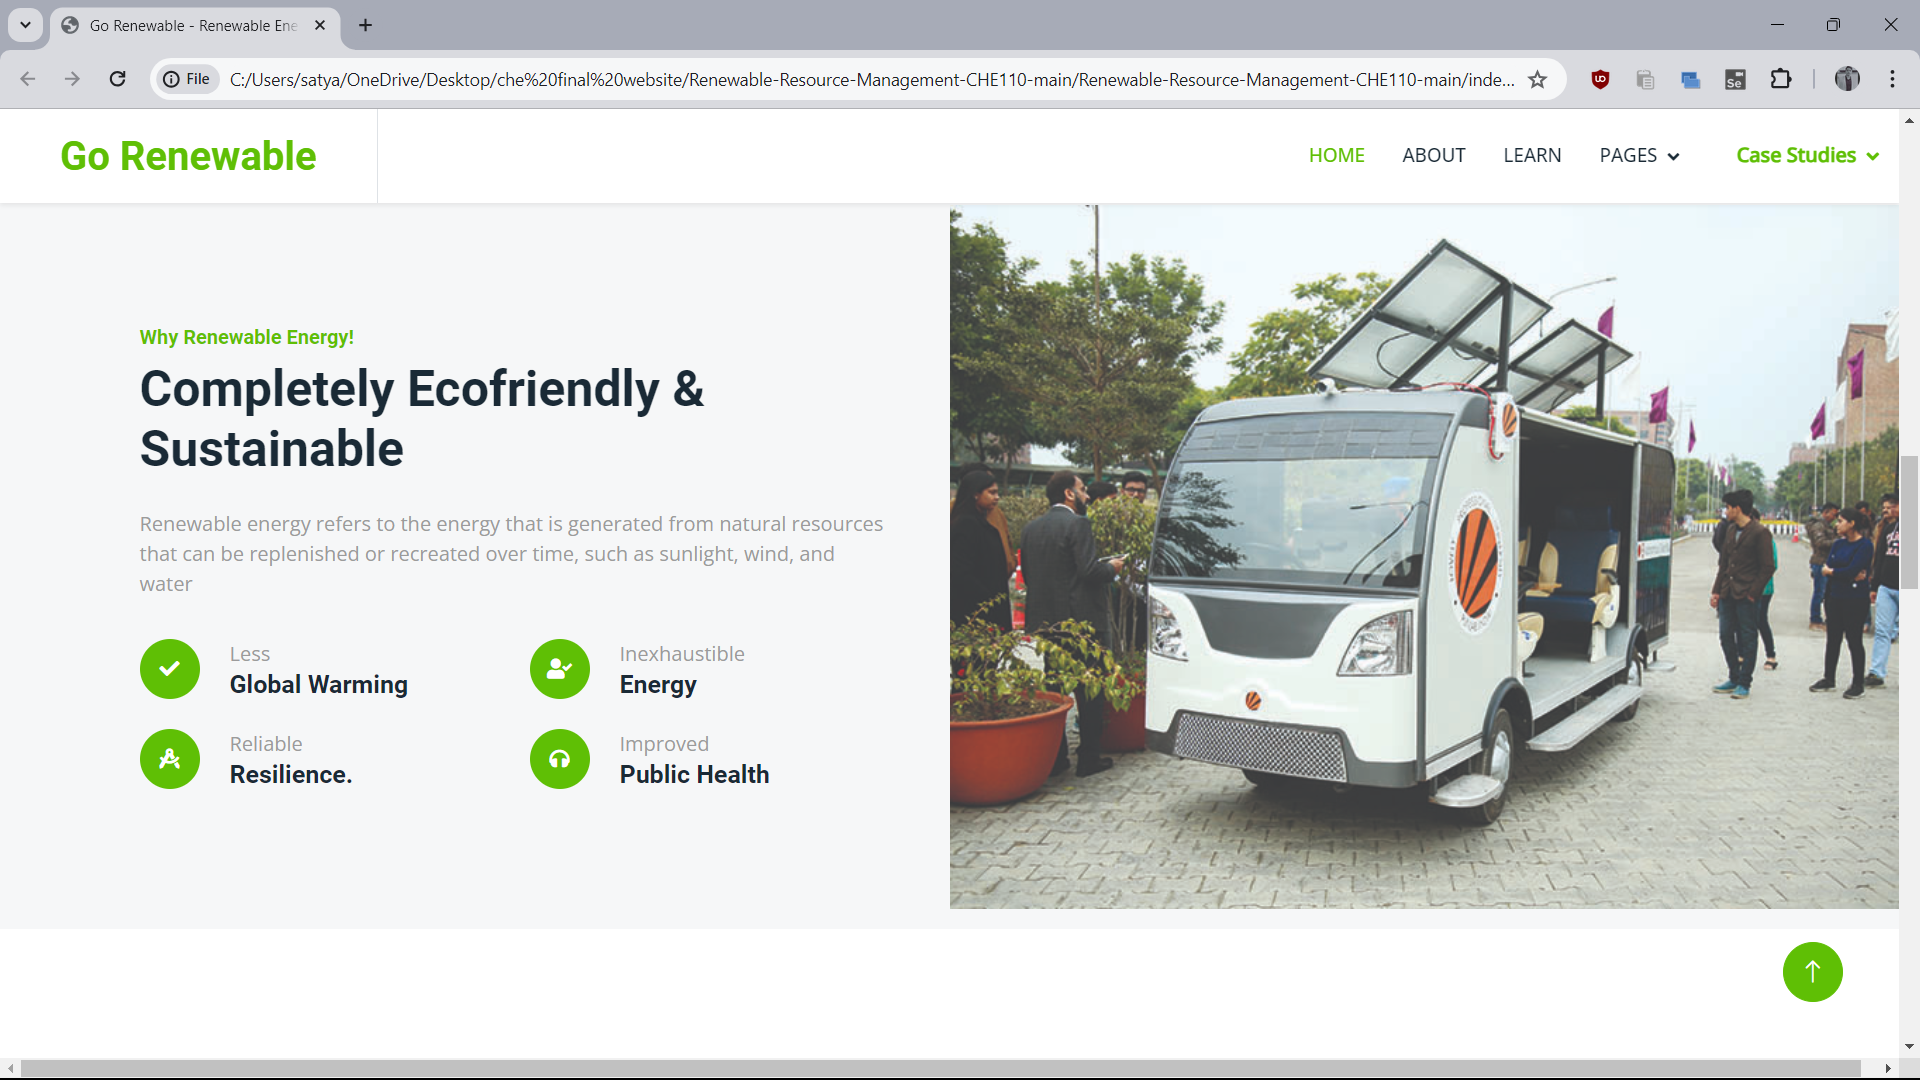 Go Renewable - Renewable Ene
File
C:/Users/satya/OneDrive/Desktop/che%20final%20website/Renewable-Resource-Management-CHE110-main/Renewable-Resource-Management-CHE110-main/inde...
Se
Go Renewable
HOME
ABOUT
LEARN
PAGES
Case Studies
Why Renewable Energy!
Completely Ecofriendly &
Sustainable
Renewable energy refers to the energy that is generated from natural resources
that can be replenished or recreated over time, such as sunlight, wind, and
water
Less
Global Warming
Inexhaustible
Energy
Reliable
Resilience.
Improved
Public Health